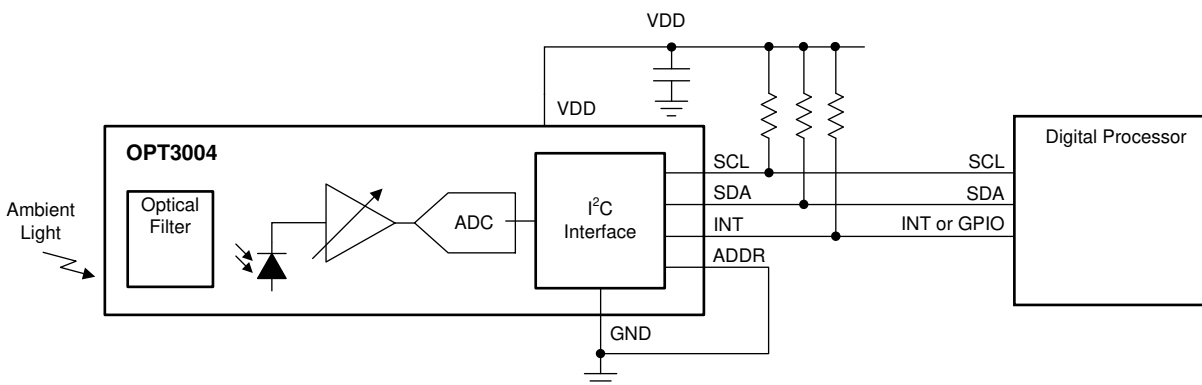 VDD
VDD
OPT3004
Ambient
Light
Optical
Filter
ADC
I²C
Interface
SCL
SDA
INT
ADDR
GND
Digital Processor
SCL
SDA
INT or GPIO